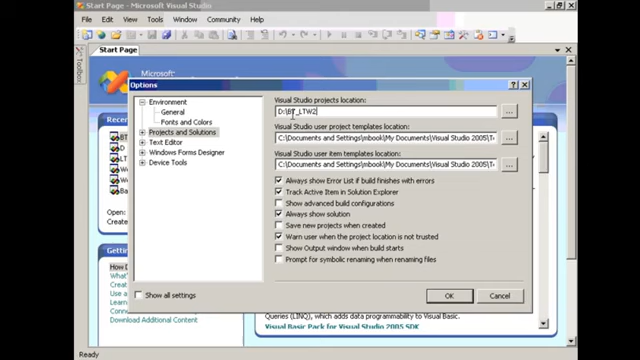 Start Page - Microsoft Visual Studio
File Edit View Tools Window Community Help
Start Page
Toolbox
Microsoft
Options
Environment
General
Fonts and Colors
Projects and Solutions
Text Editor
Windows Forms Designer
Device Tools
Show all settings
Visual Studio projects location:
D:\BT_LTW2
...
Visual Studio user project templates location:
C:\Documents and Settings\mbook\My Documents\Visual Studio 2005\Te
...
Visual Studio user item templates location:
C:\Documents and Settings\mbook\My Documents\Visual Studio 2005\Te
...
Always show Error List if build finishes with errors
Track Active Item in Solution Explorer
Show advanced build configurations
Always show solution
Save new projects when created
Warn user when the project location is not trusted
Show Output window when build starts
Prompt for symbolic renaming when renaming files
OK Cancel
Rece
Open:
Create
Getting
How D
What'
Create
Use a
Downlo
Download Additional Content
(LINQ), which adds data programmability to Visual Basic.
Visual Basic Pack for Visual Studio 2005 SDK
Ready